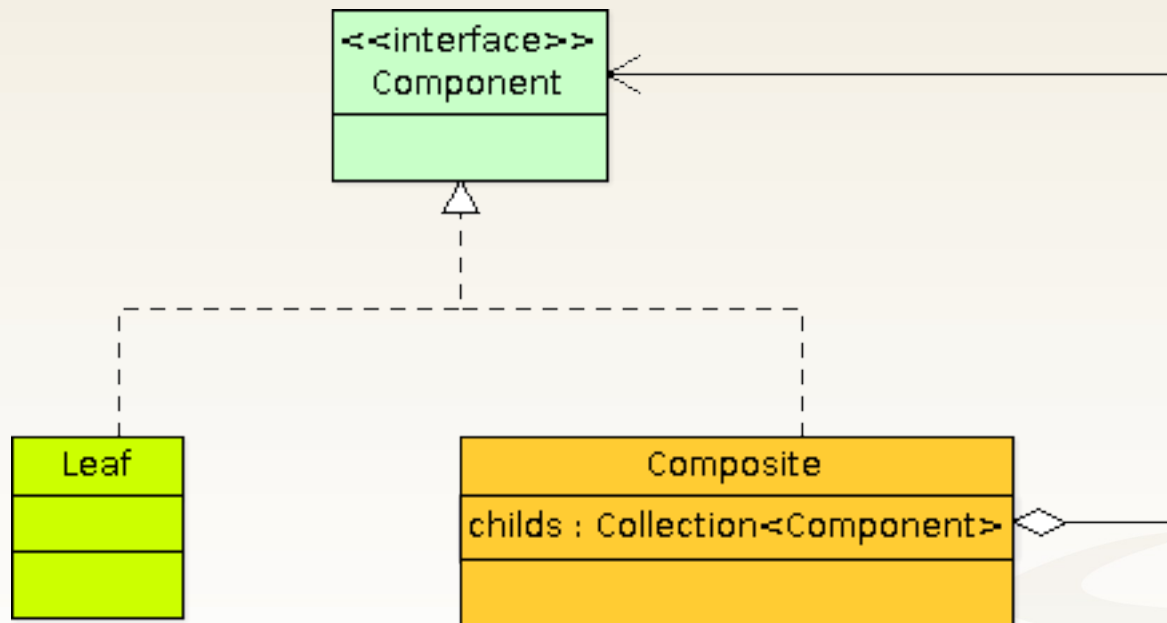 <<interface>>
Component
Leaf
Composite
childs : Collection<Component>